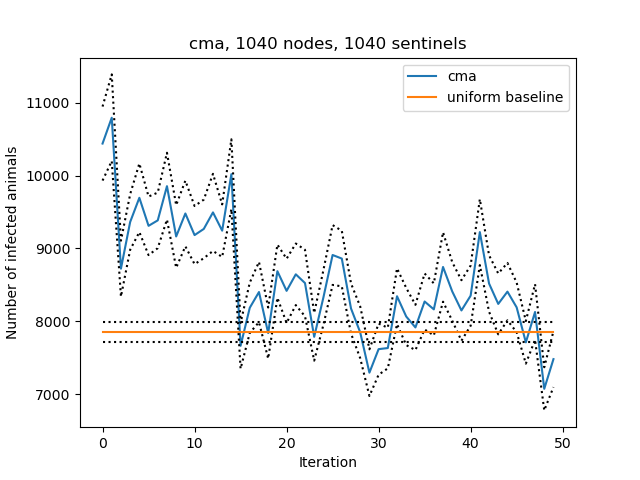 cma, 1040 nodes, 1040 sentinels
cma
uniform baseline
Number of infected animals
11000
10000
9000
8000
7000
0 10 20 30 40 50
Iteration